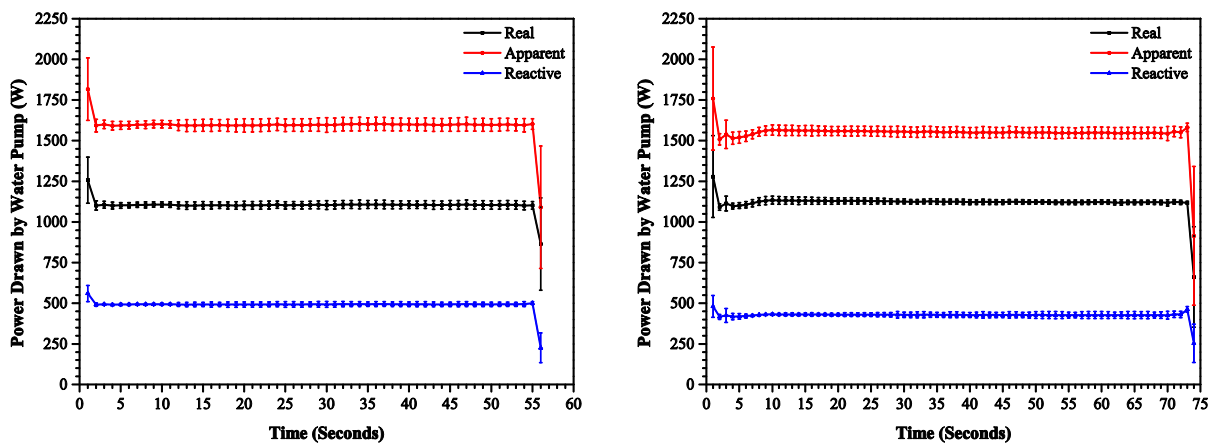 Power Drawn by Water Pump (W)
2250
2000
1750
1500
1250
1000
750
500
250
0
Real
Apparent
Reactive
0 5 10 15 20 25 30 35 40 45 50 55 60
Time (Seconds)
Power Drawn by Water Pump (W)
2250
2000
1750
1500
1250
1000
750
500
250
0
Real
Apparent
Reactive
0 5 10 15 20 25 30 35 40 45 50 55 60 65 70 75
Time (Seconds)